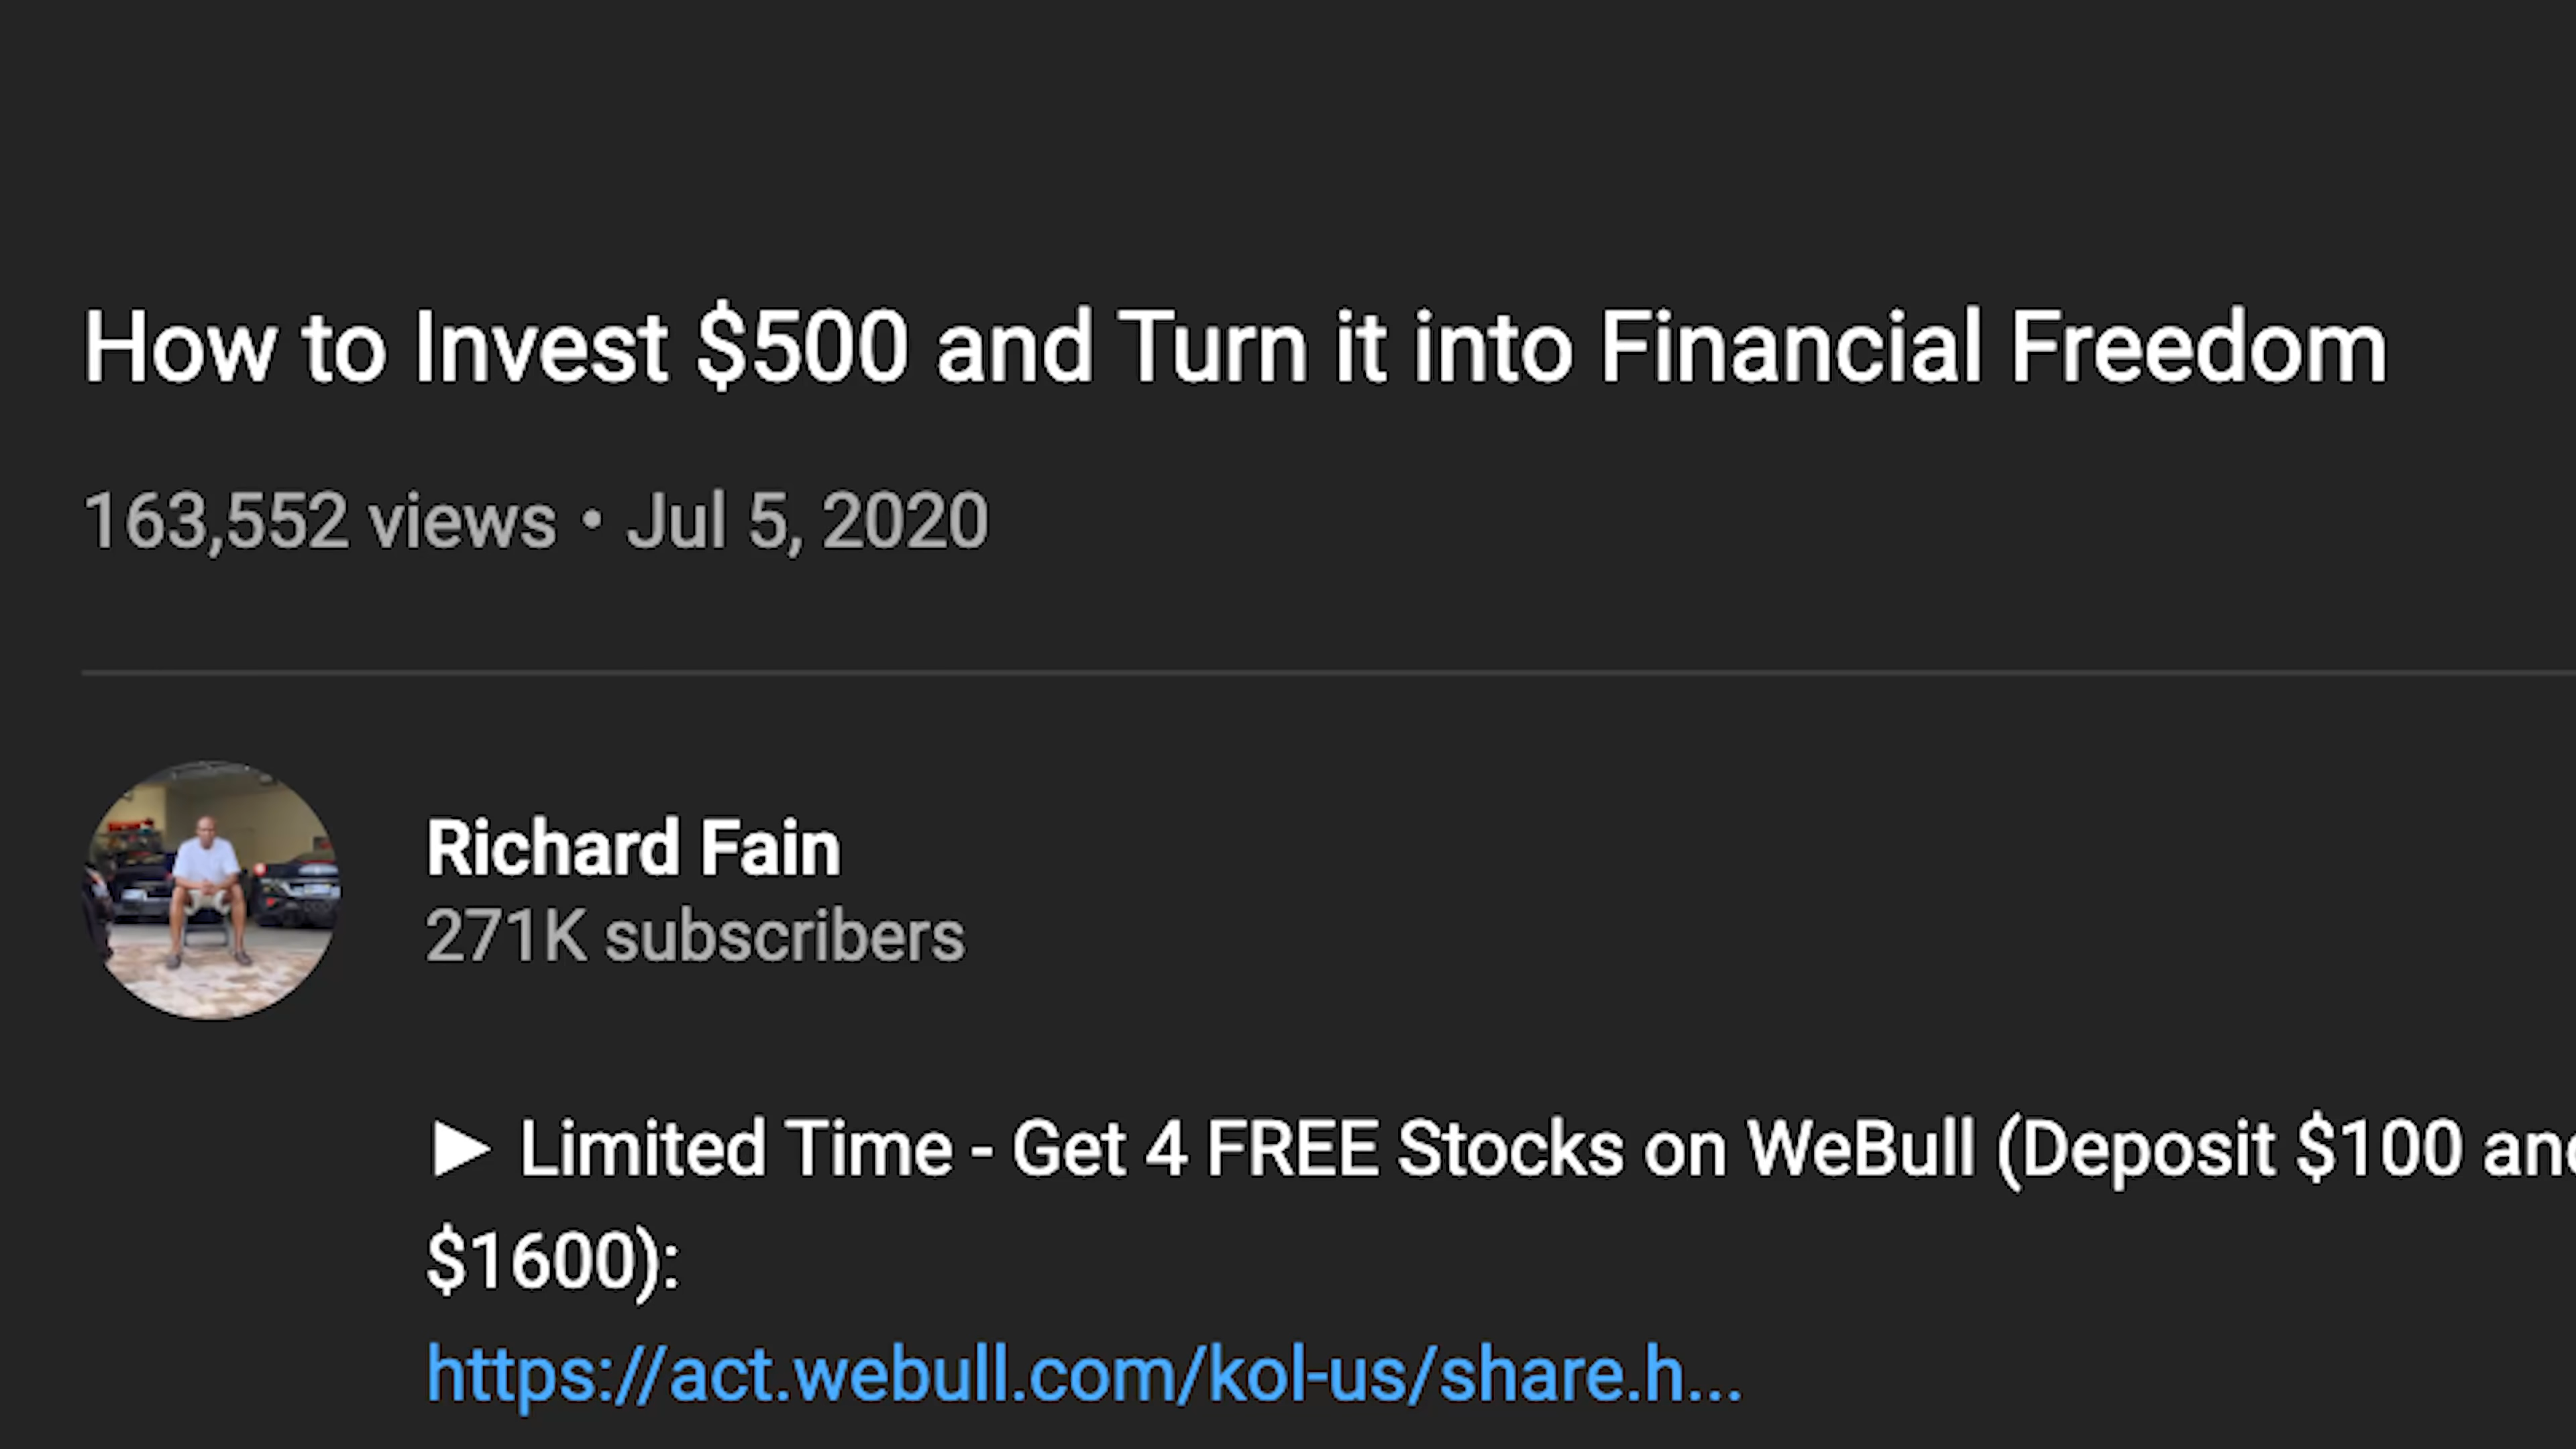 How to Invest $500 and Turn it into Financial Freedom
163,552 views • Jul 5, 2020
Richard Fain
271K subscribers
► Limited Time - Get 4 FREE Stocks on WeBull (Deposit $100 and
$1600):
https://act.webull.com/kol-us/share.h...